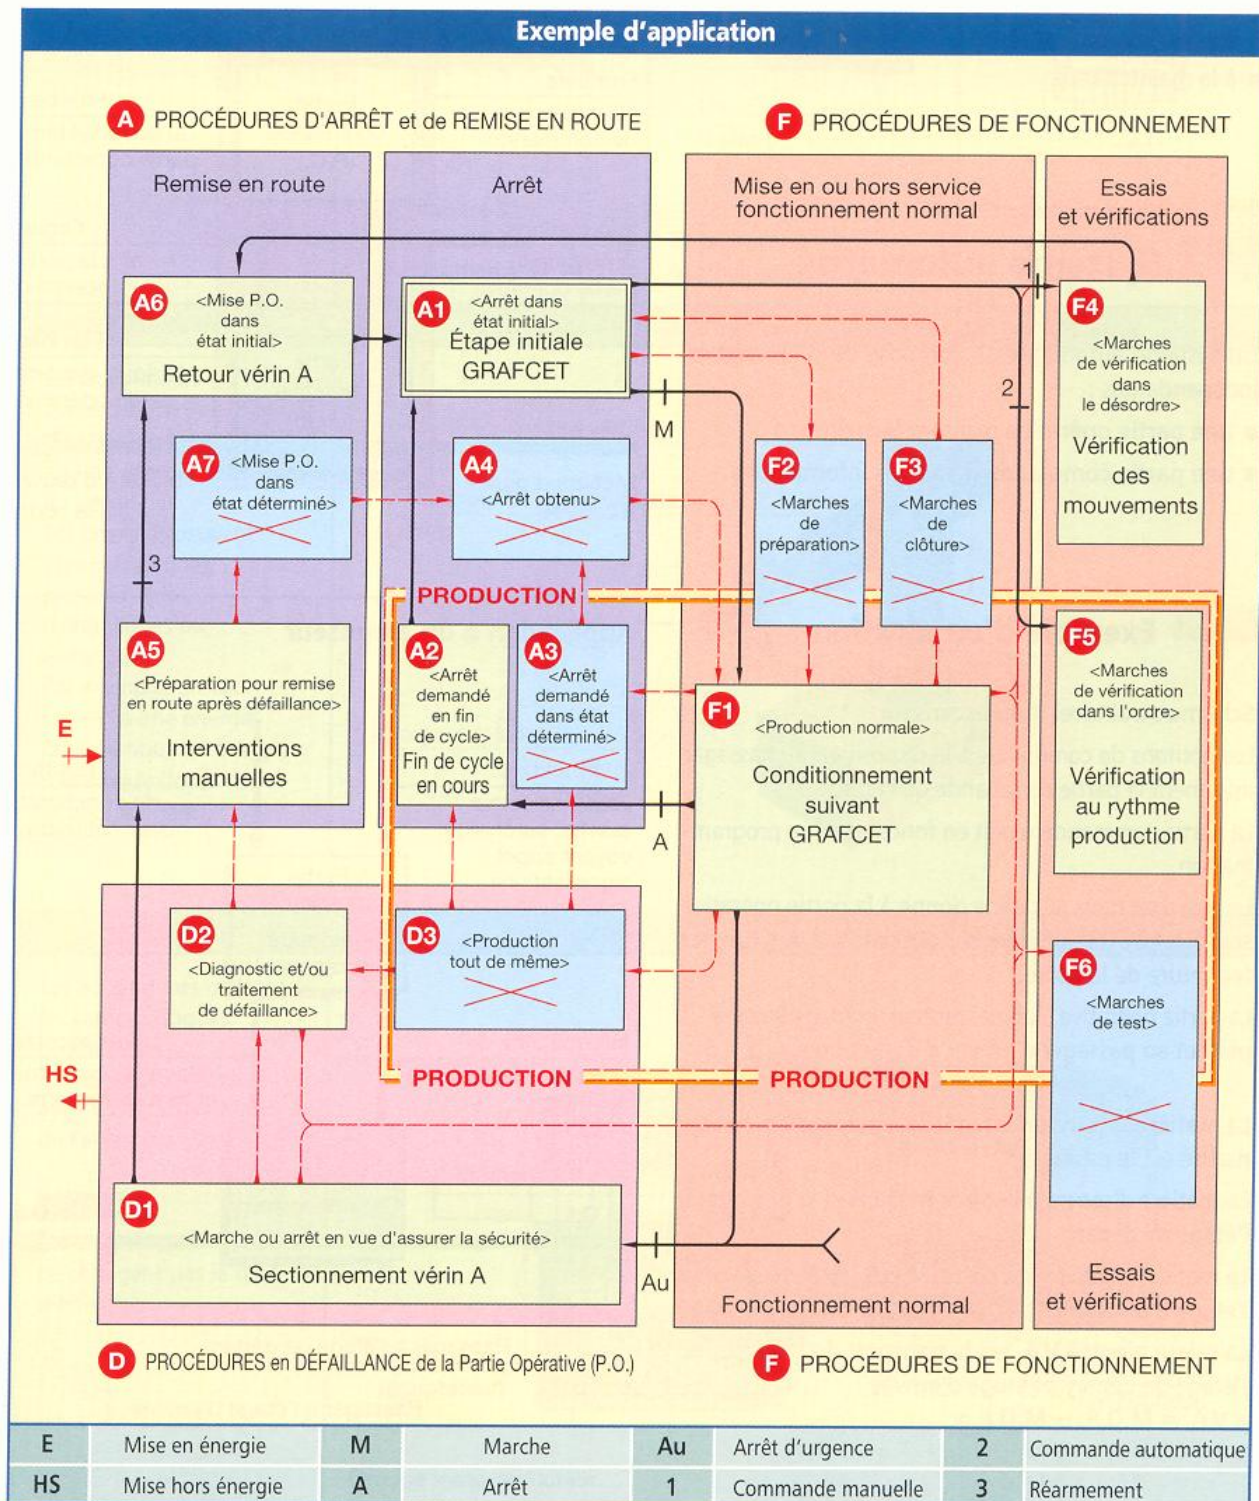 Exemple d'application
A PROCÉDURES D'ARRÊT et de REMISE EN ROUTE
F PROCÉDURES DE FONCTIONNEMENT
Remise en route
Arrêt
Mise en ou hors service
fonctionnement normal
Essais
et vérifications
A6
<Mise P.O.
dans
état initial>
Retour vérin A
A1
<Arrêt dans
état initial>
Étape initiale
GRAFCET
1
F4
<Marches
de vérification
dans
le désordre>
Vérification
des
mouvements
2
M
A7
<Mise P.O.
dans
état déterminé>
A4
<Arrêt obtenu>
F2
<Marches
de
préparation>
F3
<Marches
de
clôture>
3
PRODUCTION
A5
<Préparation pour remise
en route après défaillance>
Interventions
manuelles
E
A2
<Arrêt
demandé
en fin
de cycle>
Fin de cycle
en cours
A3
<Arrêt
demandé
dans état
déterminé>
F1
<Production normale>
Conditionnement
suivant
GRAFCET
A
F5
<Marches
de vérification
dans l'ordre>
Vérification
au rythme
production
D2
<Diagnostic et/ou
traitement
de défaillance>
D3
<Production
tout de même>
F6
<Marches
de test>
HS
PRODUCTION
PRODUCTION
D1
<Marche ou arrêt en vue d'assurer la sécurité>
Sectionnement vérin A
Au
Fonctionnement normal
Essais
et vérifications
D PROCÉDURES en DÉFAILLANCE de la Partie Opérative (P.O.)
F PROCÉDURES DE FONCTIONNEMENT
E Mise en énergie M Marche Au Arrêt d'urgence 2 Commande automatique
HS Mise hors énergie A Arrêt 1 Commande manuelle 3 Réarmement